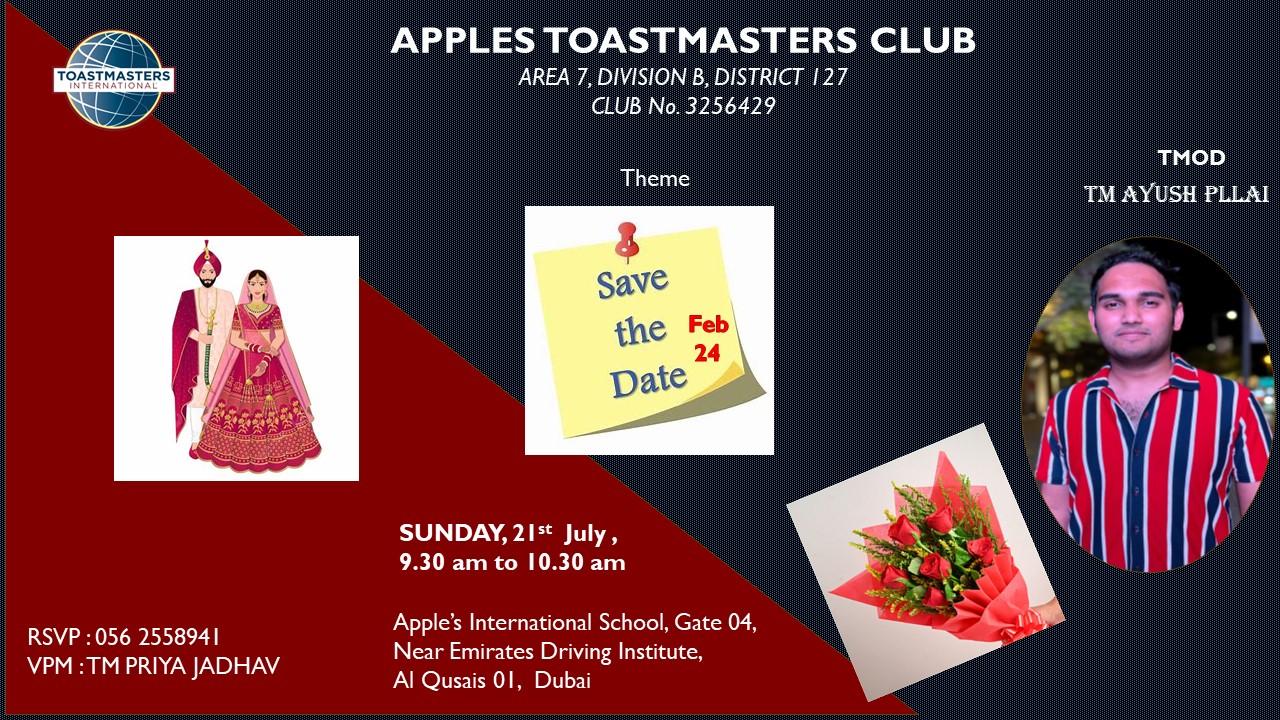 TOASTMASTERS
INTERNATIONAL
APPLES TOASTMASTERS CLUB
AREA 7, DIVISION B, DISTRICT 127
CLUB No. 3256429
TMOD
TM AYUSH PLLAI
Theme
Save
the
Date
Feb
24
SUNDAY, 21st July ,
9.30 am to 10.30 am
Apple’s International School, Gate 04,
Near Emirates Driving Institute,
Al Qusais 01, Dubai
RSVP : 056 2558941
VPM : TM PRIYA JADHAV